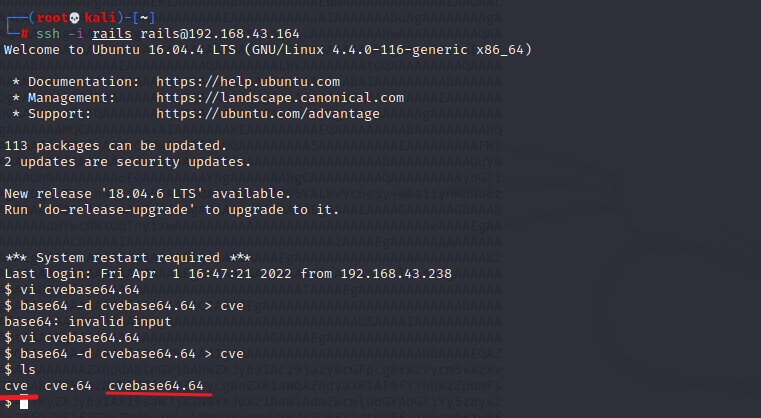 ┌──(root💀kali)-[~]
└─# ssh -i rails rails@192.168.43.164
Welcome to Ubuntu 16.04.4 LTS (GNU/Linux 4.4.0-116-generic x86_64)
* Documentation:  https://help.ubuntu.com
* Management:     https://landscape.canonical.com
* Support:        https://ubuntu.com/advantage
113 packages can be updated.
2 updates are security updates.
New release '18.04.6 LTS' available.
Run 'do-release-upgrade' to upgrade to it.
*** System restart required ***
Last login: Fri Apr  1 16:47:21 2022 from 192.168.43.238
$ vi cvebase64.64
$ base64 -d cvebase64.64 > cve
base64: invalid input
$ vi cvebase64.64
$ base64 -d cvebase64.64 > cve
$ ls
cve  cve.64  cvebase64.64
$